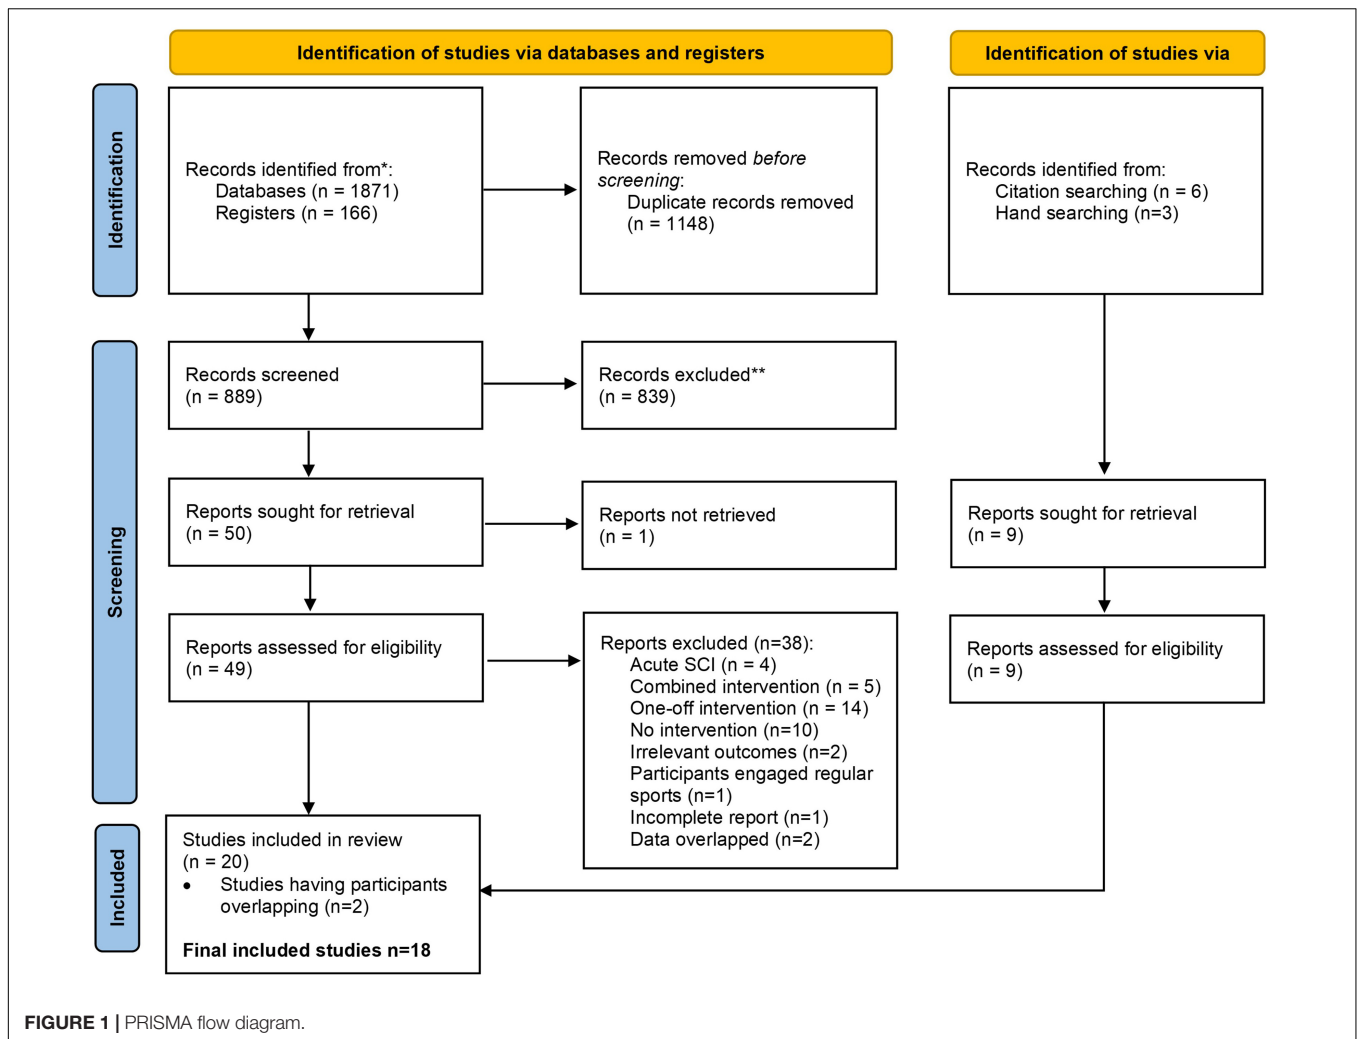 Identification of studies via databases and registers
Identification of studies via
Identification
Records identified from*:
Databases (n = 1871)
Registers (n = 166)
Records removed before
screening:
Duplicate records removed
(n = 1148)
Records identified from:
Citation searching (n = 6)
Hand searching (n=3)
Screening
Records screened
(n = 889)
Records excluded**
(n = 839)
Reports sought for retrieval
(n = 50)
Reports not retrieved
(n = 1)
Reports sought for retrieval
(n = 9)
Reports assessed for eligibility
(n = 49)
Reports excluded (n=38):
Acute SCI (n = 4)
Combined intervention (n = 5)
One-off intervention (n = 14)
No intervention (n=10)
Irrelevant outcomes (n=2)
Participants engaged regular
sports (n=1)
Incomplete report (n=1)
Data overlapped (n=2)
Reports assessed for eligibility
(n = 9)
Included
Studies included in review
(n = 20)
• Studies having participants
overlapping (n=2)
Final included studies n=18
FIGURE 1 | PRISMA flow diagram.